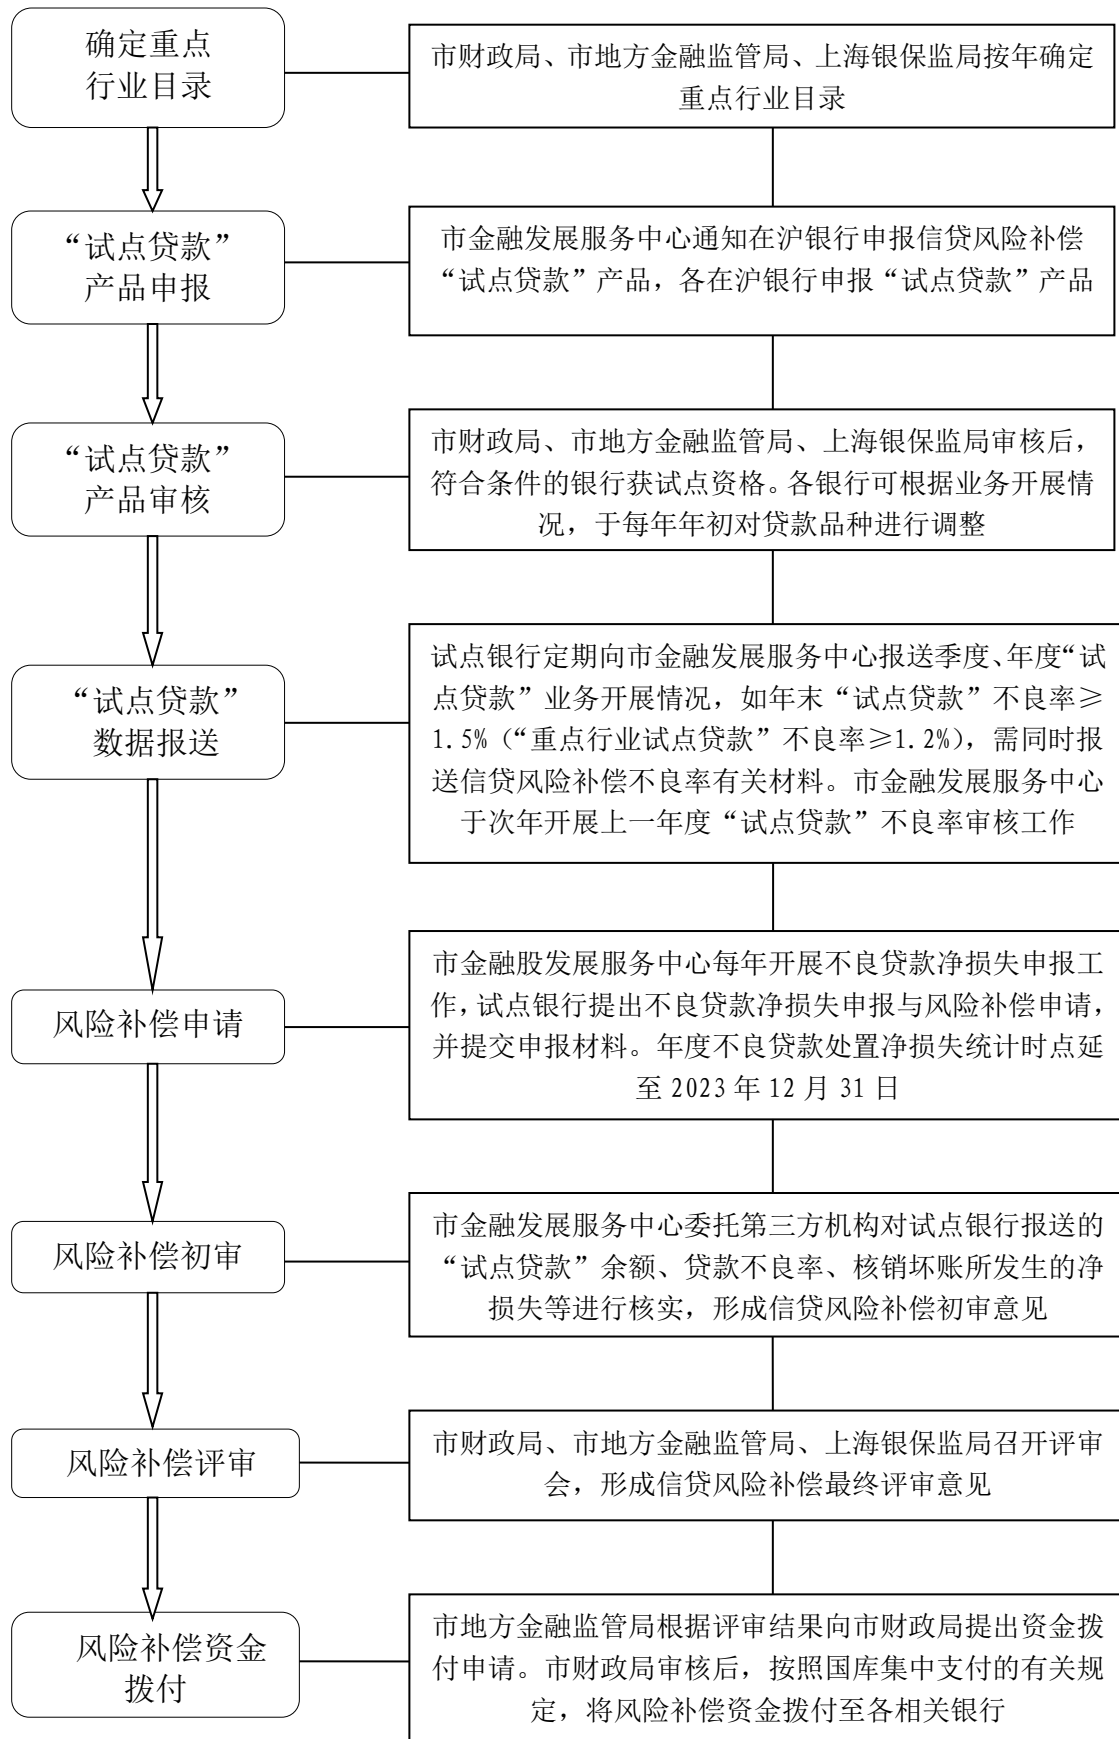 确定重点
行业目录
市财政局、市地方金融监管局、上海银保监局按年确定
重点行业目录
“试点贷款”
产品申报
市金融发展服务中心通知在沪银行申报信贷风险补偿
“试点贷款”产品，各在沪银行申报“试点贷款”产品
“试点贷款”
产品审核
市财政局、市地方金融监管局、上海银保监局审核后，
符合条件的银行获试点资格。各银行可根据业务开展情
况，于每年年初对贷款品种进行调整
“试点贷款”
数据报送
试点银行定期向市金融发展服务中心报送季度、年度“试
点贷款”业务开展情况，如年末“试点贷款”不良率≥
1.5%（“重点行业试点贷款”不良率≥1.2%），需同时报
送信贷风险补偿不良率有关材料。市金融发展服务中心
于次年开展上一年度“试点贷款”不良率审核工作
风险补偿申请
市金融股发展服务中心每年开展不良贷款净损失申报工
作，试点银行提出不良贷款净损失申报与风险补偿申请，
并提交申报材料。年度不良贷款处置净损失统计时点延
至 2023 年 12 月 31 日
风险补偿初审
市金融发展服务中心委托第三方机构对试点银行报送的
“试点贷款”余额、贷款不良率、核销坏账所发生的净
损失等进行核实，形成信贷风险补偿初审意见
风险补偿评审
市财政局、市地方金融监管局、上海银保监局召开评审
会，形成信贷风险补偿最终评审意见
风险补偿资金
拨付
市地方金融监管局根据评审结果向市财政局提出资金拨
付申请。市财政局审核后，按照国库集中支付的有关规
定，将风险补偿资金拨付至各相关银行